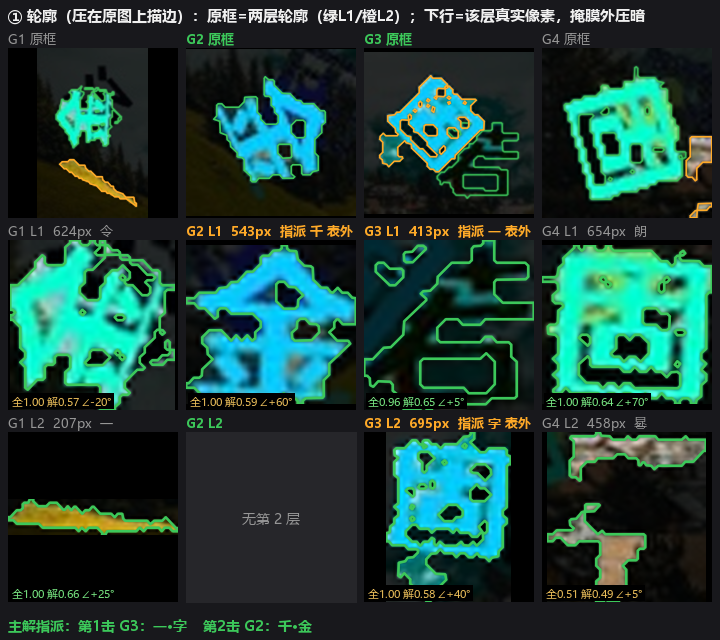 ① 轮廓（压在原图上描边）：原框=两层轮廓（绿L1/橙L2）；下行=该层真实像素，掩膜外压暗
G1 原框 G2 原框 G3 原框 G4 原框
G1 L1 624px 令 G2 L1 543px 指派 千 表外 G3 L1 413px 指派 — 表外 G4 L1 654px 朗
全1.00 解0.57 ∠-20° 全1.00 解0.59 ∠+60° 全0.96 解0.65 ∠+5° 全1.00 解0.64 ∠+70°
G1 L2 207px — G2 L2 G3 L2 695px 指派 字 表外 G4 L2 458px
无第 2 层
全1.00 解0.66 ∠+25° 全1.00 解0.58 ∠+40° 全0.51 解0.49 ∠+5°
主解指派：第1击 G3：—•字 第2击 G2：千•金